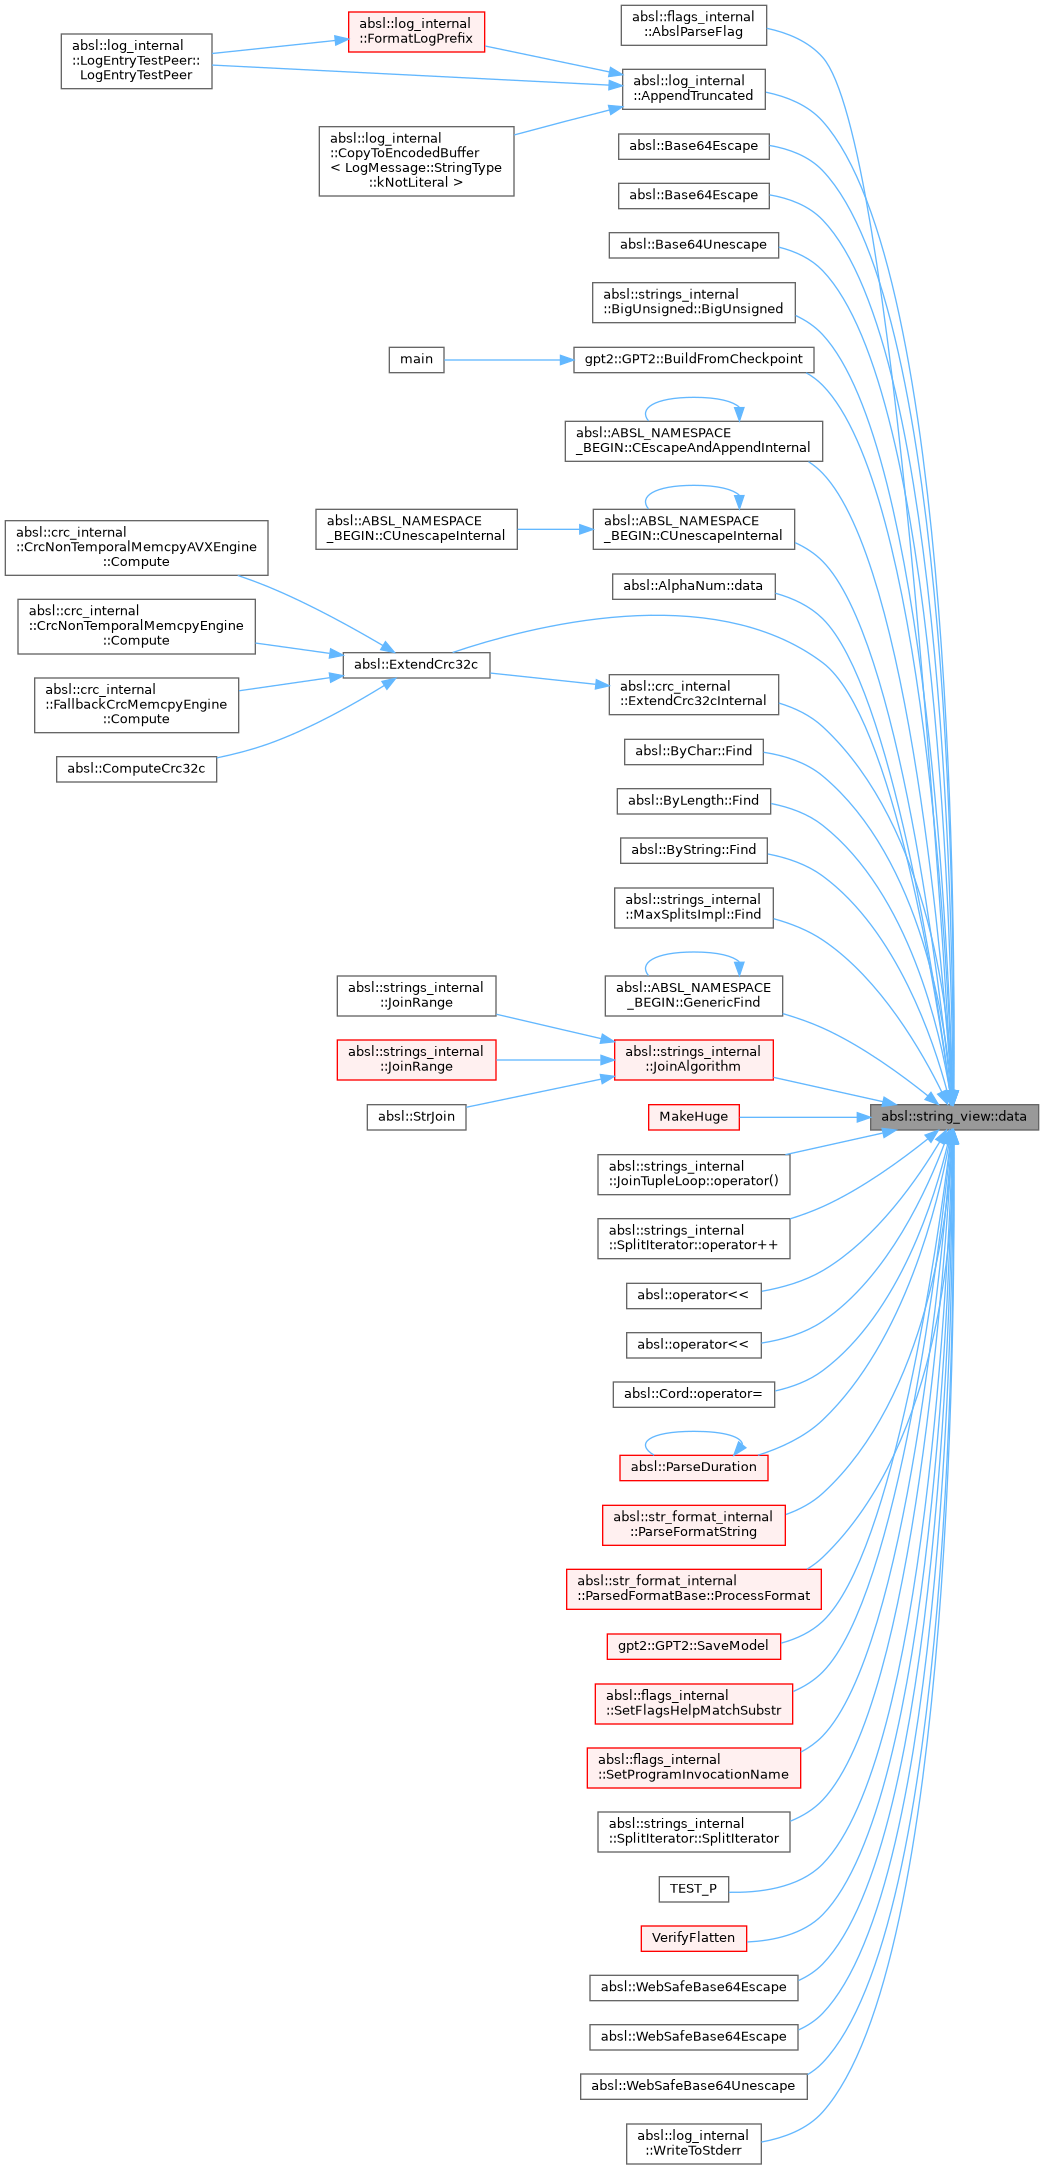 absl::flags_internal
::AbslParseFlag
absl::log_internal
::FormatLogPrefix
absl::log_internal
::LogEntryTestPeer::
LogEntryTestPeer
absl::log_internal
::AppendTruncated
absl::log_internal
::CopyToEncodedBuffer
< LogMessage::StringType
::kNotLiteral >
absl::Base64Escape
absl::Base64Escape
absl::Base64Unescape
absl::strings_internal
::BigUnsigned::BigUnsigned
main
gpt2::GPT2::BuildFromCheckpoint
absl::ABSL_NAMESPACE
_BEGIN::CEscapeAndAppendInternal
absl::ABSL_NAMESPACE
_BEGIN::CUnescapeInternal
absl::ABSL_NAMESPACE
_BEGIN::CUnescapeInternal
absl::crc_internal
::CrcNonTemporalMemcpyAVXEngine
::Compute
absl::AlphaNum::data
absl::crc_internal
::CrcNonTemporalMemcpyEngine
::Compute
absl::ExtendCrc32c
absl::crc_internal
::ExtendCrc32cInternal
absl::crc_internal
::FallbackCrcMemcpyEngine
::Compute
absl::ComputeCrc32c
absl::ByChar::Find
absl::ByLength::Find
absl::ByString::Find
absl::strings_internal
::MaxSplitsImpl::Find
absl::ABSL_NAMESPACE
_BEGIN::GenericFind
absl::strings_internal
::JoinRange
absl::strings_internal
::JoinRange
absl::strings_internal
::JoinAlgorithm
absl::StrJoin
MakeHuge
absl::string_view::data
absl::strings_internal
::JoinTupleLoop::operator()
absl::strings_internal
::SplitIterator::operator++
absl::operator<<
absl::operator<<
absl::Cord::operator=
absl::ParseDuration
absl::str_format_internal
::ParseFormatString
absl::str_format_internal
::ParsedFormatBase::ProcessFormat
gpt2::GPT2::SaveModel
absl::flags_internal
::SetFlagsHelpMatchSubstr
absl::flags_internal
::SetProgramInvocationName
absl::strings_internal
::SplitIterator::SplitIterator
TEST_P
VerifyFlatten
absl::WebSafeBase64Escape
absl::WebSafeBase64Escape
absl::WebSafeBase64Unescape
absl::log_internal
::WriteToStderr